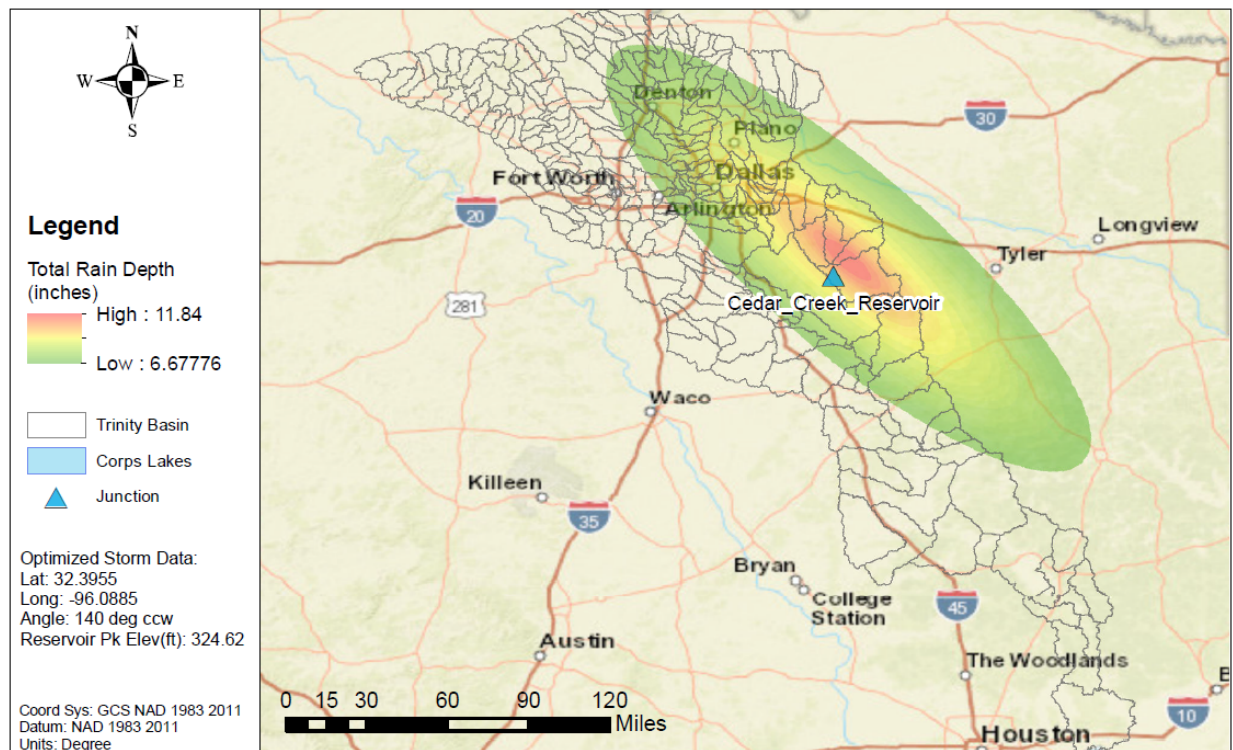 N
W E
S
Legend
Total Rain Depth
(inches)
High : 11.84
Low : 6.67776
Trinity Basin
Corps Lakes
Junction
Optimized Storm Data:
Lat: 32.3955
Long: -96.0885
Angle: 140 deg ccw
Reservoir Pk Elev(ft): 324.62
Coord Sys: GCS NAD 1983 2011
Datum: NAD 1983 2011
Units: Degree
Denton
30
Plano
Dallas
Fort Worth
Arlington
20
Longview
Tyler
281
Cedar_Creek_Reservoir
Waco
Killeen
35
Bryan
College
Station
45
Austin
The Woodlands
B
10
Houston
0 15 30 60 90 120
Miles